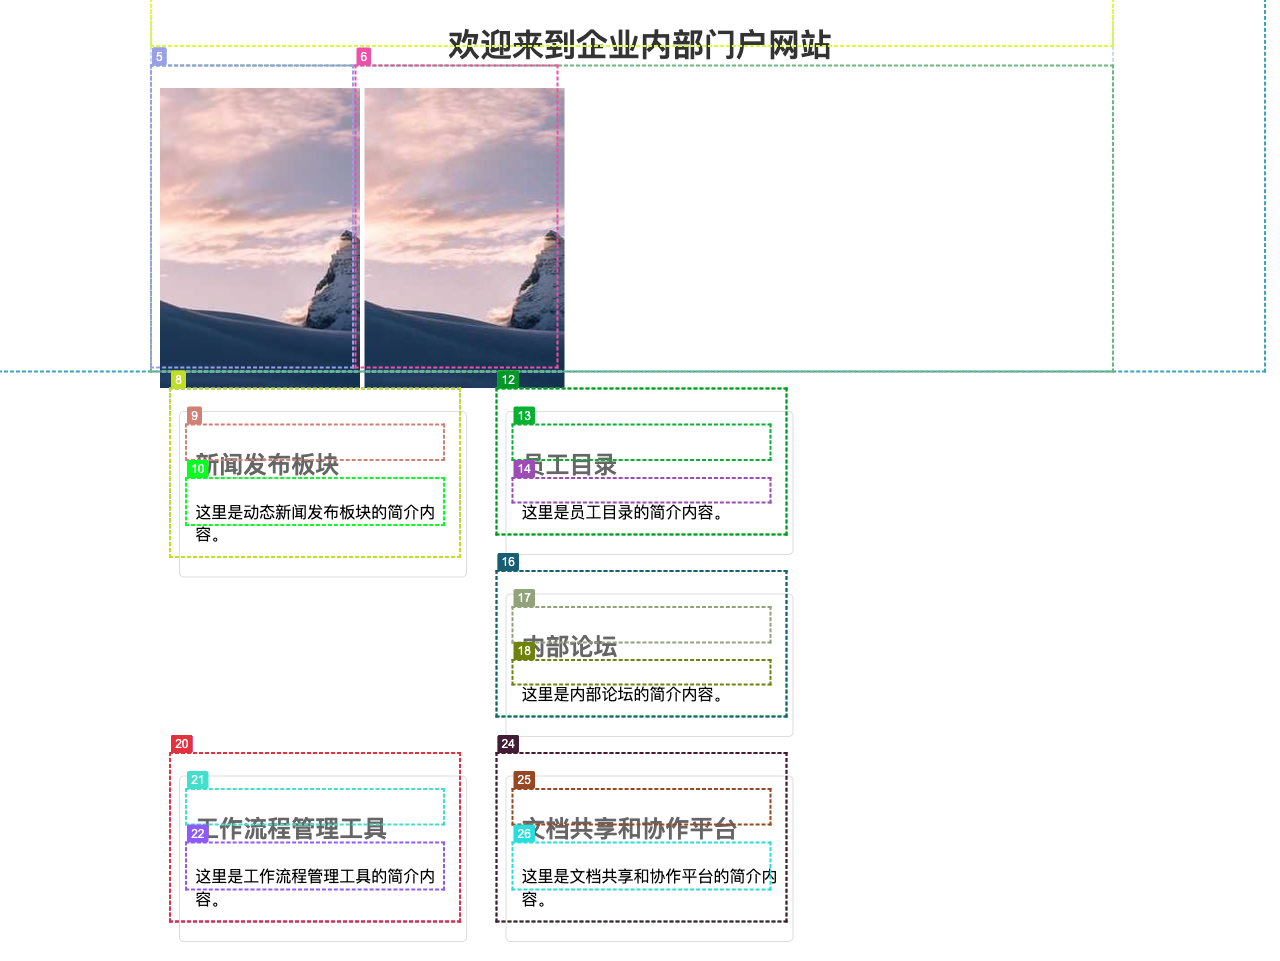 欢迎来到企业内部门户网站
5
6
8
12
9
13
新闻发布板块
员工目录
10
14
这里是动态新闻发布板块的简介内
容。
这里是员工目录的简介内容。
16
17
内部论坛
18
这里是内部论坛的简介内容。
20
24
21
25
工作流程管理工具
文档共享和协作平台
22
26
这里是工作流程管理工具的简介内
容。
这里是文档共享和协作平台的简介内
容。